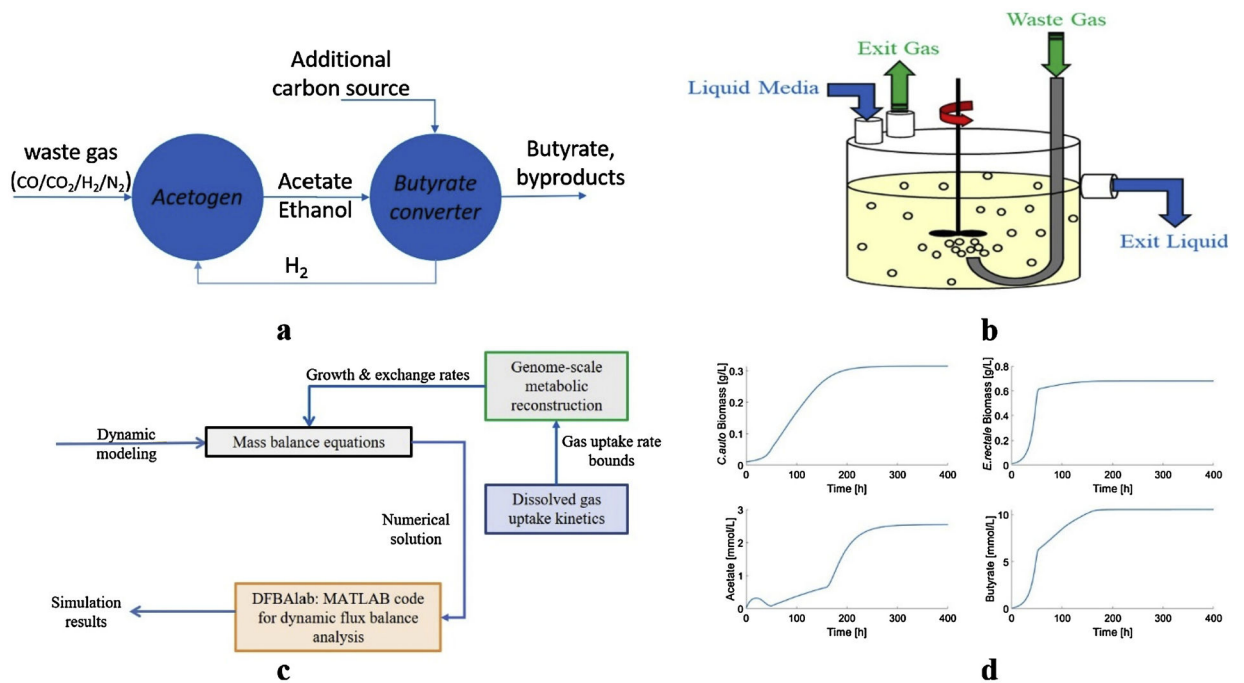 Additional
carbon source
waste gas
(CO/CO₂/H₂/N₂)
Acetogen
Acetate
Ethanol
Butyrate
converter
Butyrate,
byproducts
H₂
a
Waste Gas
Exit Gas
Liquid Media
Exit Liquid
b
Growth & exchange rates
Genome-scale
metabolic
reconstruction
Dynamic
modeling
Mass balance equations
Gas uptake rate
bounds
Dissolved gas
uptake kinetics
Numerical
solution
Simulation
results
DFBAlab: MATLAB code
for dynamic flux balance
analysis
c
C.auto Biomass [g/L]
0.3
0.2
0.1
0
0 100 200 300 400
Time [h]
E.rectale Biomass [g/L]
0.8
0.6
0.4
0.2
0
0 100 200 300 400
Time [h]
Acetate [mmol/L]
3
2
1
0
0 100 200 300 400
Time [h]
Butyrate [mmol/L]
10
5
0
0 100 200 300 400
Time [h]
d